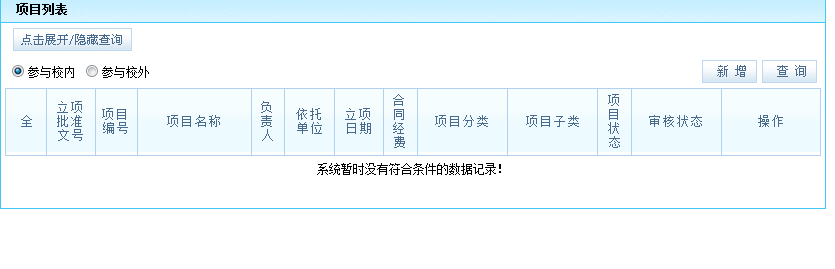 项目列表
点击展开/隐藏查询
参与校内 参与校外 新 增 查 询
全 立项批准文号 项目编号 项目名称 负责人 依托单位 立项日期 合同经费 项目分类 项目子类 项目状态 审核状态 操作
系统暂时没有符合条件的数据记录!